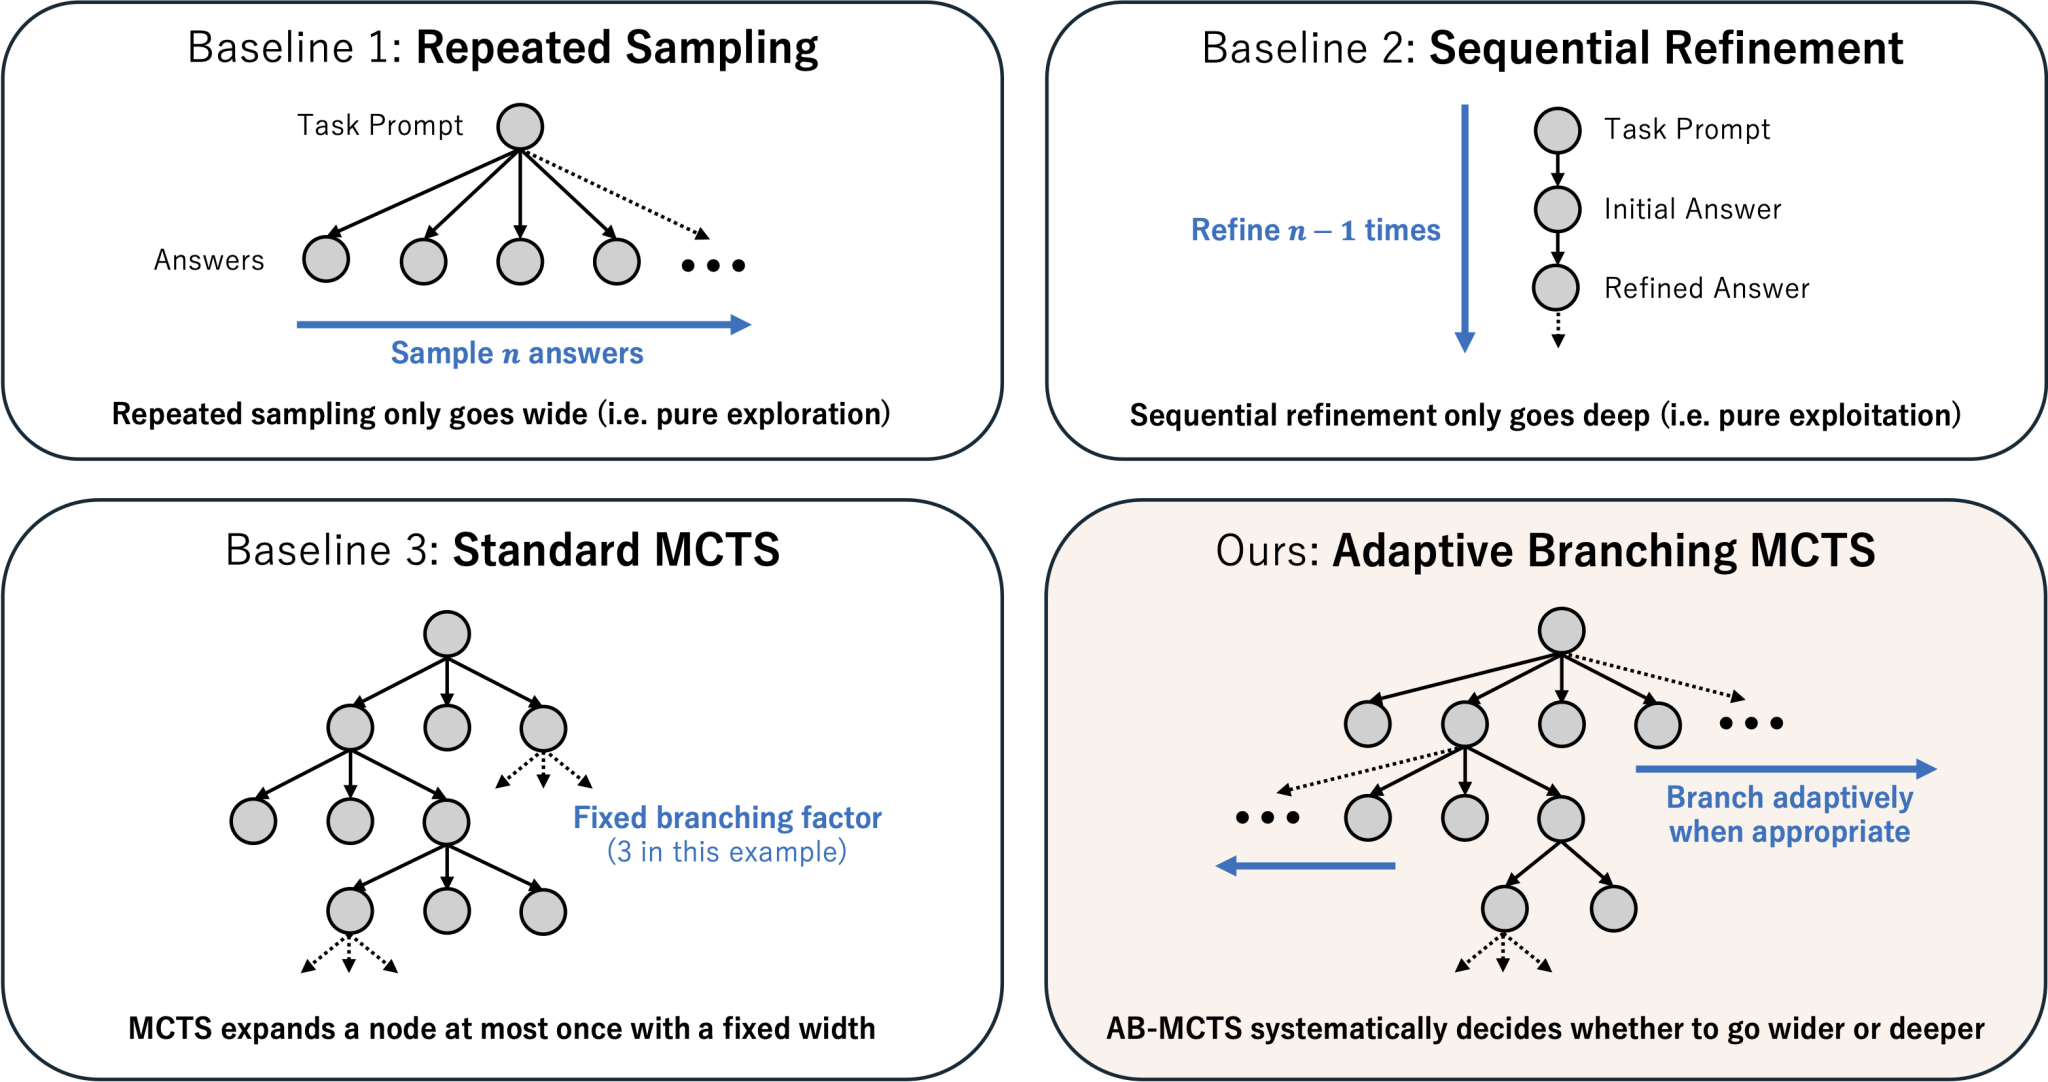 Baseline 1: Repeated Sampling
Task Prompt
Answers
Sample n answers
Repeated sampling only goes wide (i.e. pure exploration)
Baseline 2: Sequential Refinement
Task Prompt
Initial Answer
Refine n − 1 times
Refined Answer
Sequential refinement only goes deep (i.e. pure exploitation)
Baseline 3: Standard MCTS
Fixed branching factor
(3 in this example)
MCTS expands a node at most once with a fixed width
Ours: Adaptive Branching MCTS
Branch adaptively
when appropriate
AB-MCTS systematically decides whether to go wider or deeper